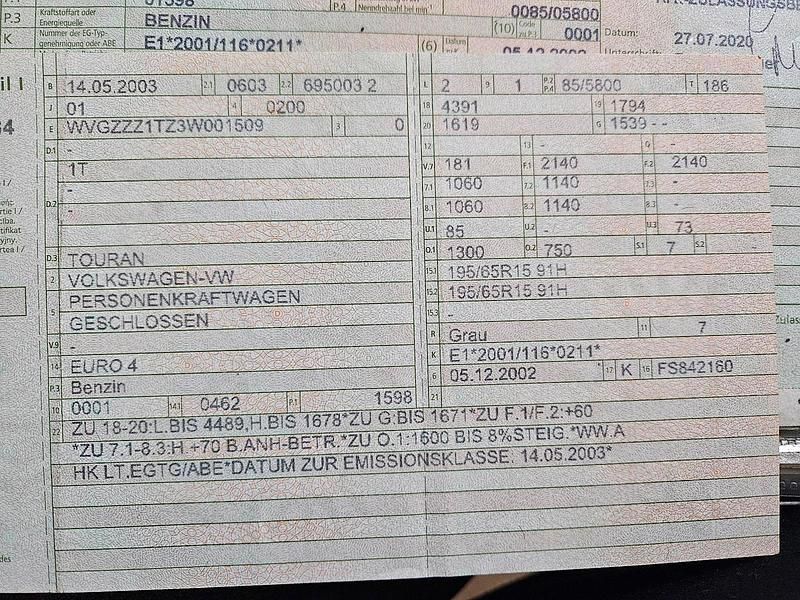 P.4 Nenndrehzahl bei min-1
P.3 Kraftstoffart oder Energiequelle BENZIN (10) Code zu P.3 0001
0085/05800
K Nummer der EG-Typgenehmigung oder ABE E1*2001/116*0211* (6) Datum
Datum: 27.07.2020
B 14.05.2003 2.1 0603 2.2 695003 2
J 01 4 0200
E WVGZZZ1TZ3W001509 3 0
D.1 -
1T
D.2 -
-
D.3 TOURAN
2 VOLKSWAGEN-VW
5 PERSONENKRAFTWAGEN
GESCHLOSSEN
V.9 -
14 EURO 4
P.3 Benzin
10 0001 14.1 0462 P.1 1598
L 2 9 1 P.2 P.4 85/5800 T 186
18 4391 19 1794
20 1619 G 1539 - -
12 13 - Q -
V.7 181 F.1 2140 F.2 2140
7.1 1060 7.2 1140 7.3 -
8.1 1060 8.2 1140 8.3 -
U.1 85 U.2 - U.3 73
O.1 1300 O.2 750 S.1 7 S.2 -
15.1 195/65R15 91H
15.2 195/65R15 91H
15.3 -
R Grau 11 7
K E1*2001/116*0211*
6 05.12.2002 17 K 16 FS842160
21
22 ZU 18-20:L.BIS 4489,H.BIS 1678*ZU G:BIS 1671*ZU F.1/F.2:+60
*ZU 7.1-8.3:H +70 B.ANH-BETR.*ZU O.1:1600 BIS 8%STEIG.*WW.A
HK LT.EGTG/ABE*DATUM ZUR EMISSIONSKLASSE: 14.05.2003*